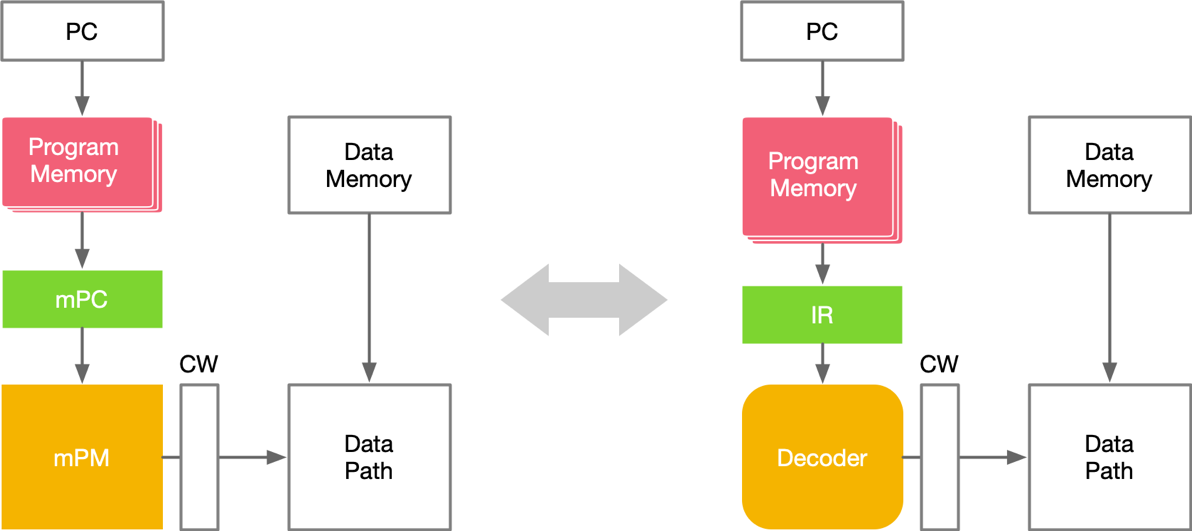 PC
Program
Memory
mPC
mPM
CW
Data
Memory
Data
Path
PC
Program
Memory
IR
Decoder
CW
Data
Memory
Data
Path